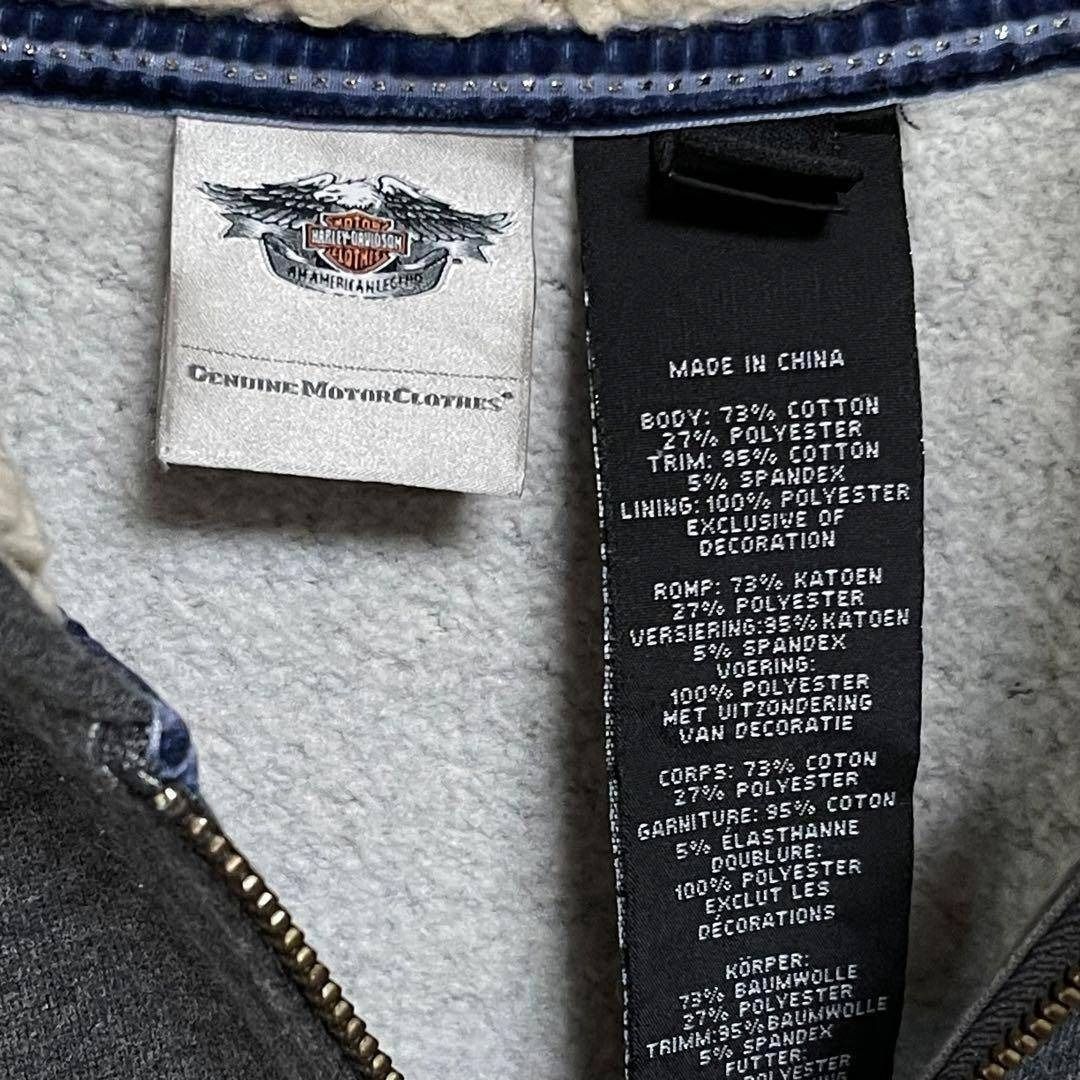 MOTOR
HARLEY-DAVIDSON
CLOTHES
AN AMERICAN LEGEND
GENUINE MOTORCLOTHES®
MADE IN CHINA
BODY: 73% COTTON
27% POLYESTER
TRIM: 95% COTTON
5% SPANDEX
LINING: 100% POLYESTER
EXCLUSIVE OF
DECORATION
ROMP: 73% KATOEN
27% POLYESTER
VERSIERING:95% KATOEN
5% SPANDEX
VOERING:
100% POLYESTER
MET UITZONDERING
VAN DECORATIE
CORPS: 73% COTON
27% POLYESTER
GARNITURE: 95% COTON
5% ÉLASTHANNE
DOUBLURE:
100% POLYESTER
EXCLUT LES
DÉCORATIONS
KÖRPER:
73% BAUMWOLLE
27% POLYESTER
TRIMM:95%BAUMWOLLE
5% SPANDEX
FUTTER:
POLYESTER